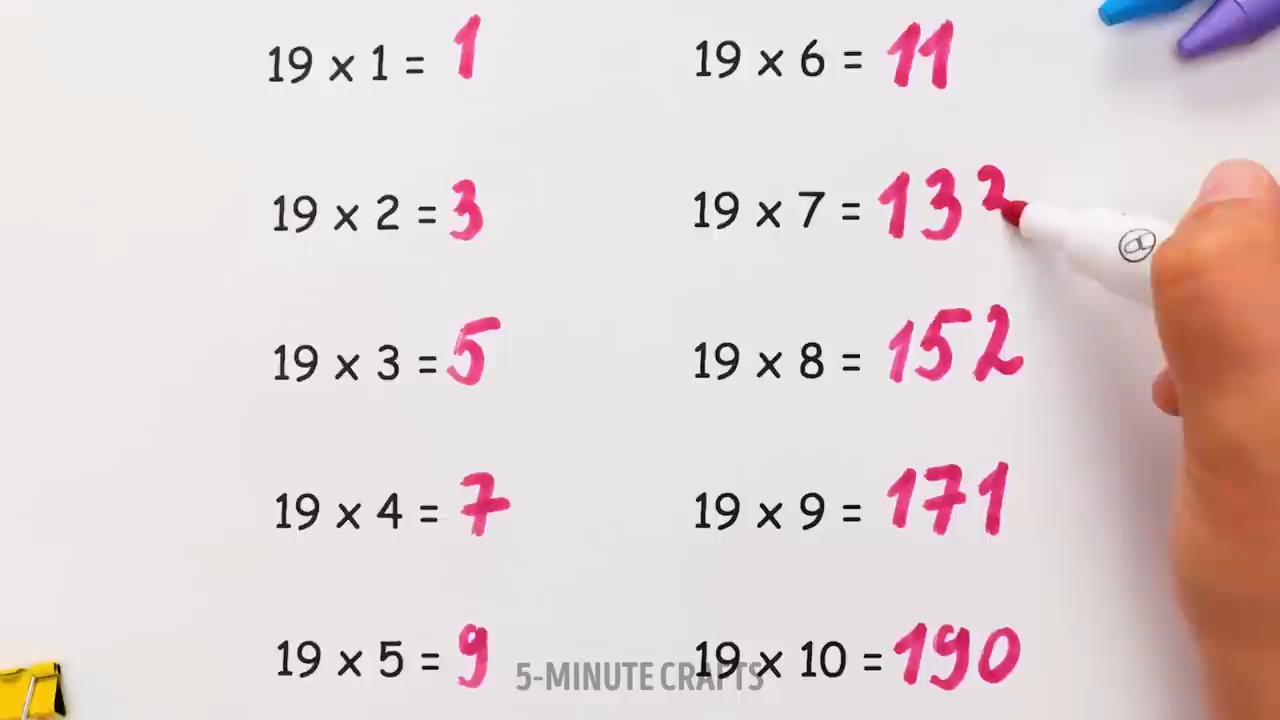 19 x 1 = 1
19 x 2 = 3
19 x 3 = 5
19 x 4 = 7
19 x 5 = 9
19 x 6 = 11
19 x 7 = 132
19 x 8 = 152
19 x 9 = 171
19 x 10 = 190
5-MINUTE CRAFTS